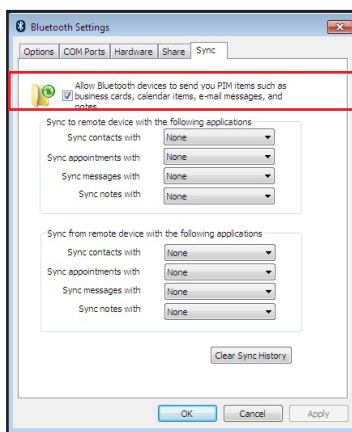 Bluetooth Settings
Options COM Ports Hardware Share Sync
Allow Bluetooth devices to send you PIM items such as
business cards, calendar items, e-mail messages, and
notes.
Sync to remote device with the following applications
Sync contacts with None
Sync appointments with None
Sync messages with None
Sync notes with None
Sync from remote device with the following applications
Sync contacts with None
Sync appointments with None
Sync messages with None
Sync notes with None
Clear Sync History
OK Cancel Apply